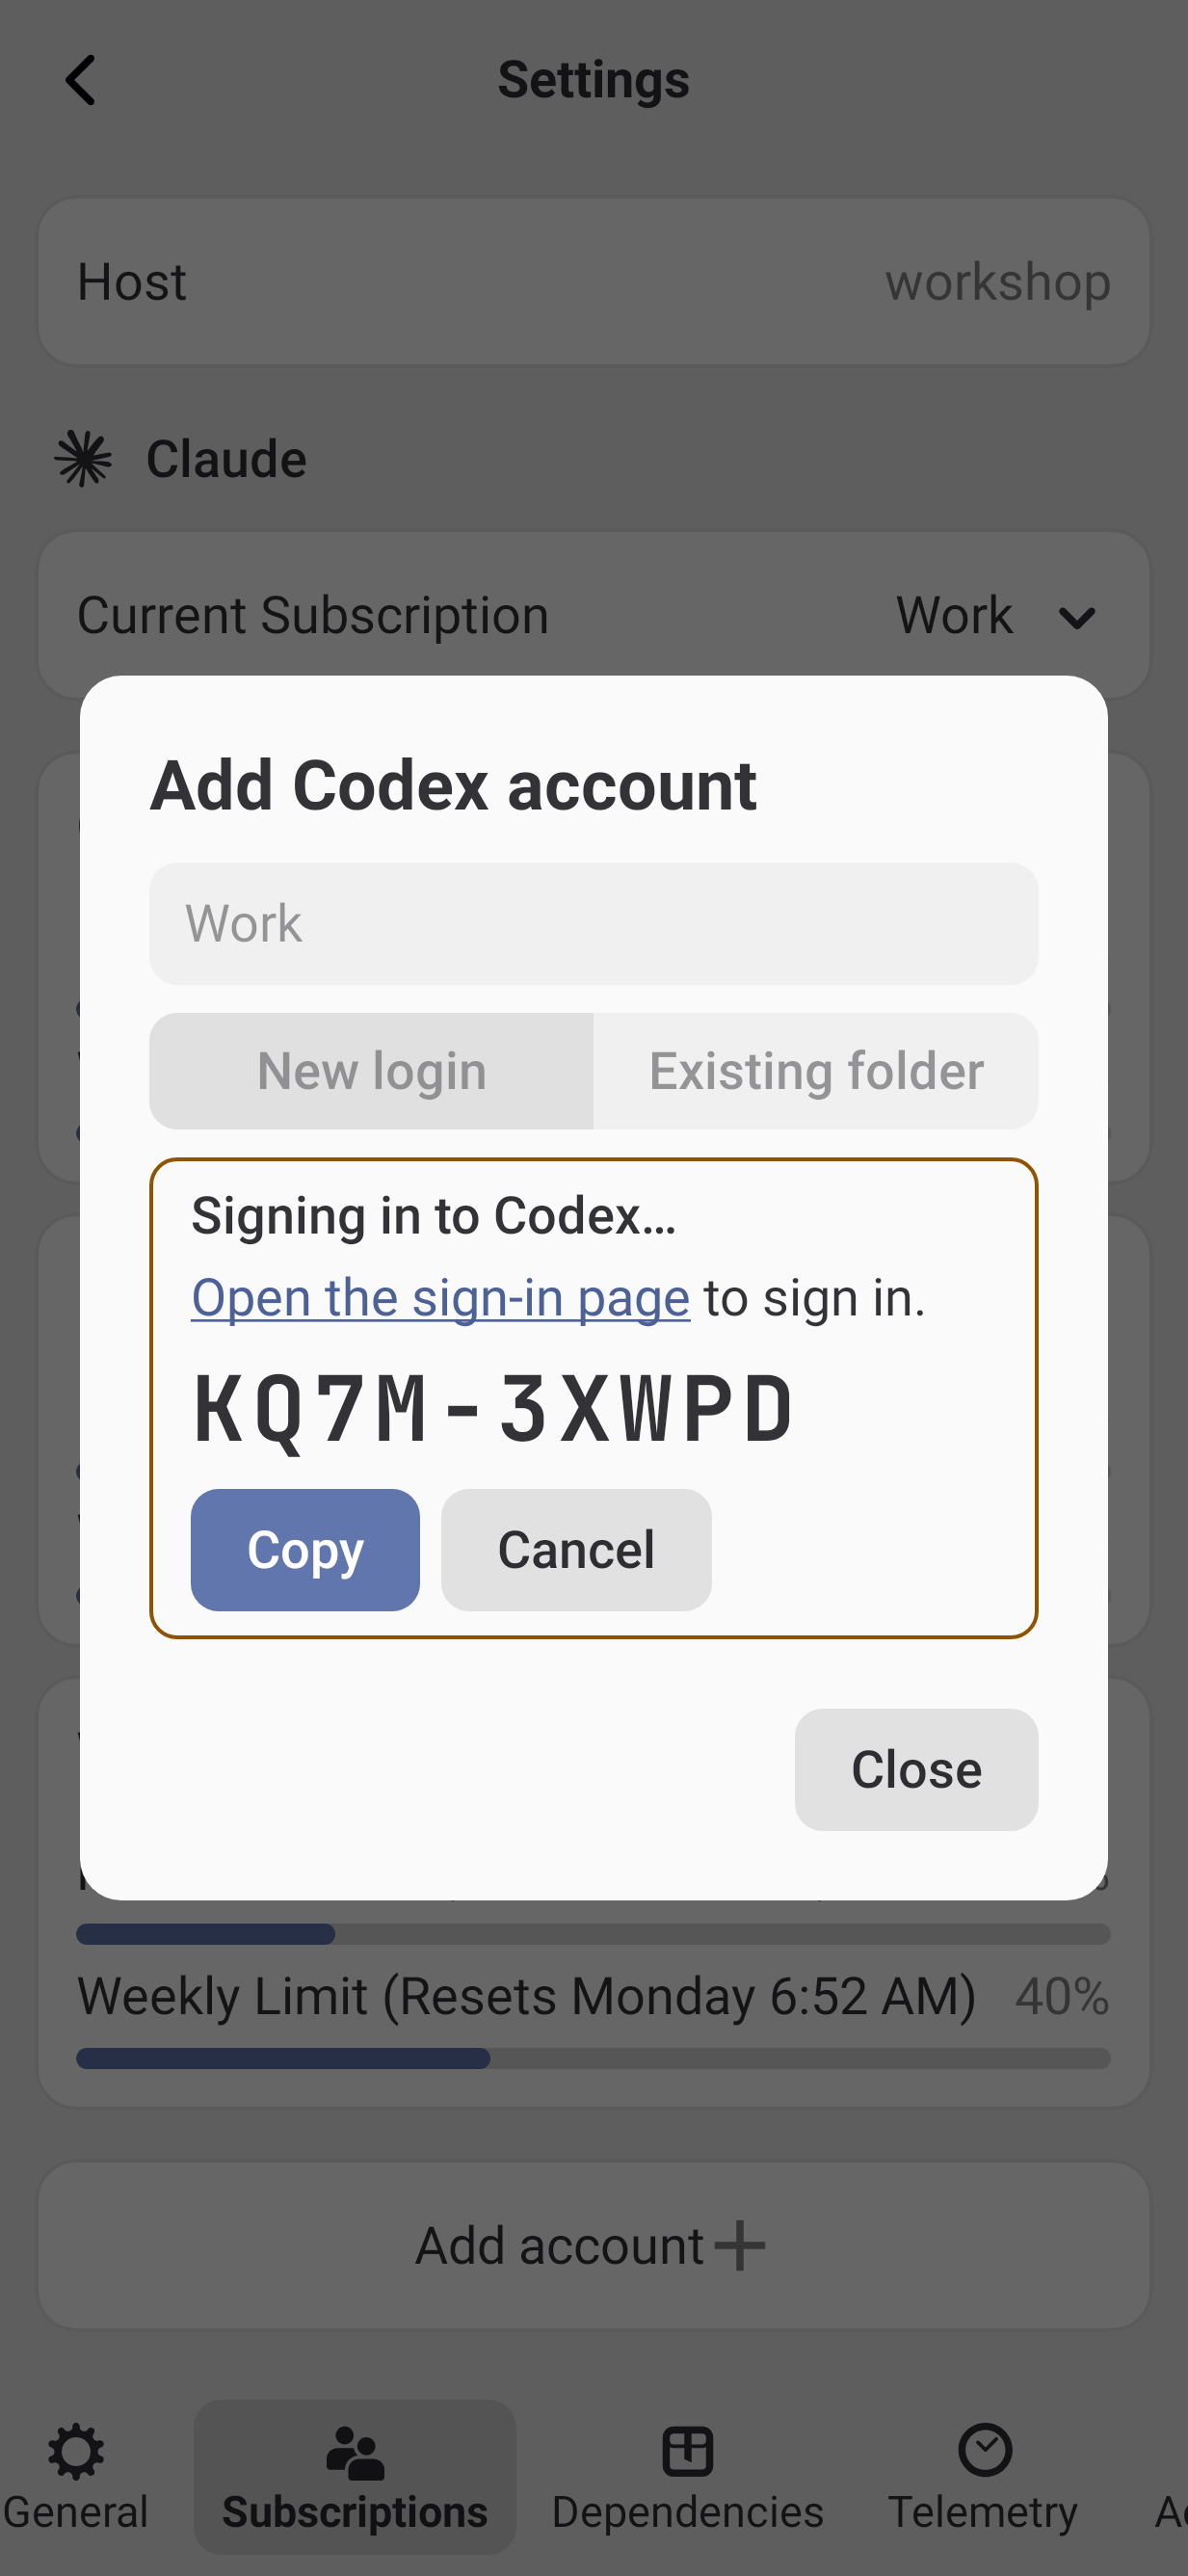 Settings
Host workshop
Claude
Current Subscription Work
Add Codex account
Work
New login Existing folder
Signing in to Codex…
Open the sign-in page to sign in.
KQ7M-3XWPD
Copy Cancel
Close
Weekly Limit (Resets Monday 6:52 AM) 40%
Add account
General Subscriptions Dependencies Telemetry